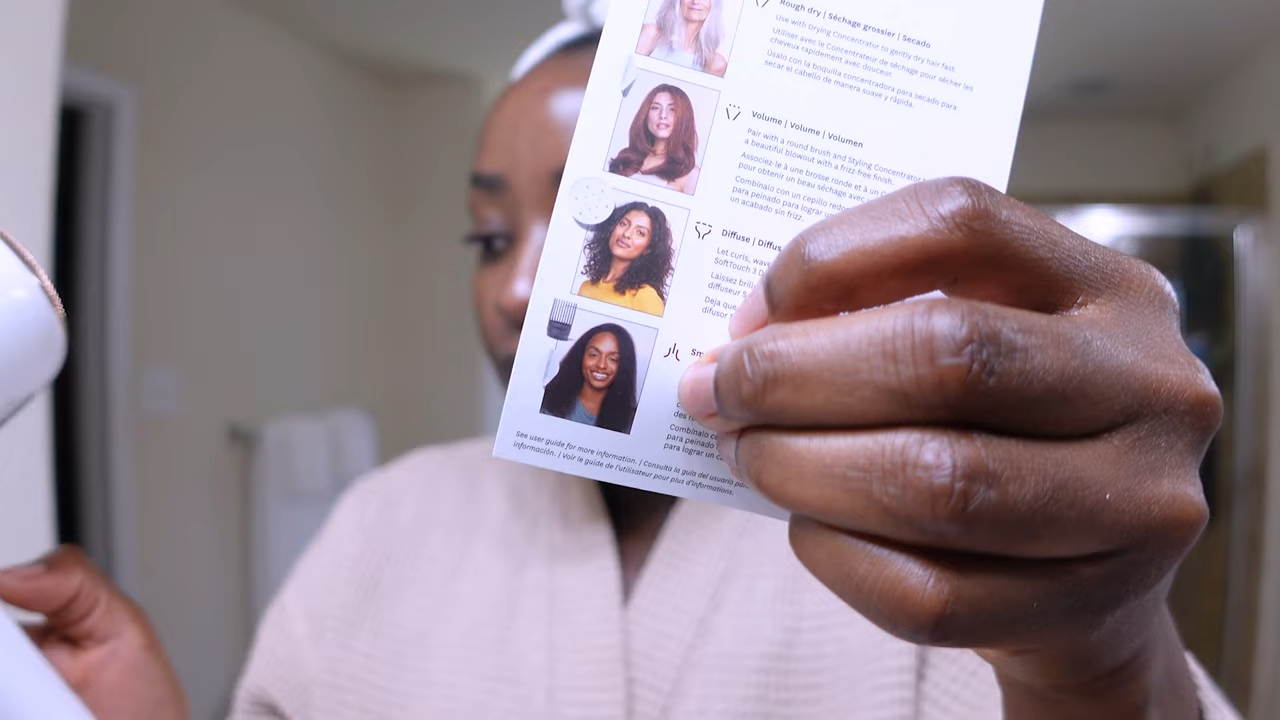 Rough dry | Séchage grossier | Secado
Use with Drying Concentrator to gently dry hair fast.
Utiliser avec le Concentrateur de séchage pour sécher les
cheveux rapidement avec douceur.
Úsalo con la boquilla concentradora para secado para
secar el cabello de manera suave y rápida.
Volume | Volume | Volumen
Pair with a round brush and Styling Concentrator
a beautiful blowout with a frizz-free finish.
Associez-le à une brosse ronde et à un
pour obtenir un beau séchage avec
Combínalo con un cepillo
para peinado para lograr
un acabado sin frizz.
Diffuse |
Let curls,
SoftTouch 3
Laissez
diffuseur
Deja que
difusor
Combínalo
para peinado
para lograr un
See user guide for more information. | Consulta la guía del usuario
información. | Voir le guide de l'utilisateur pour plus d'informations.